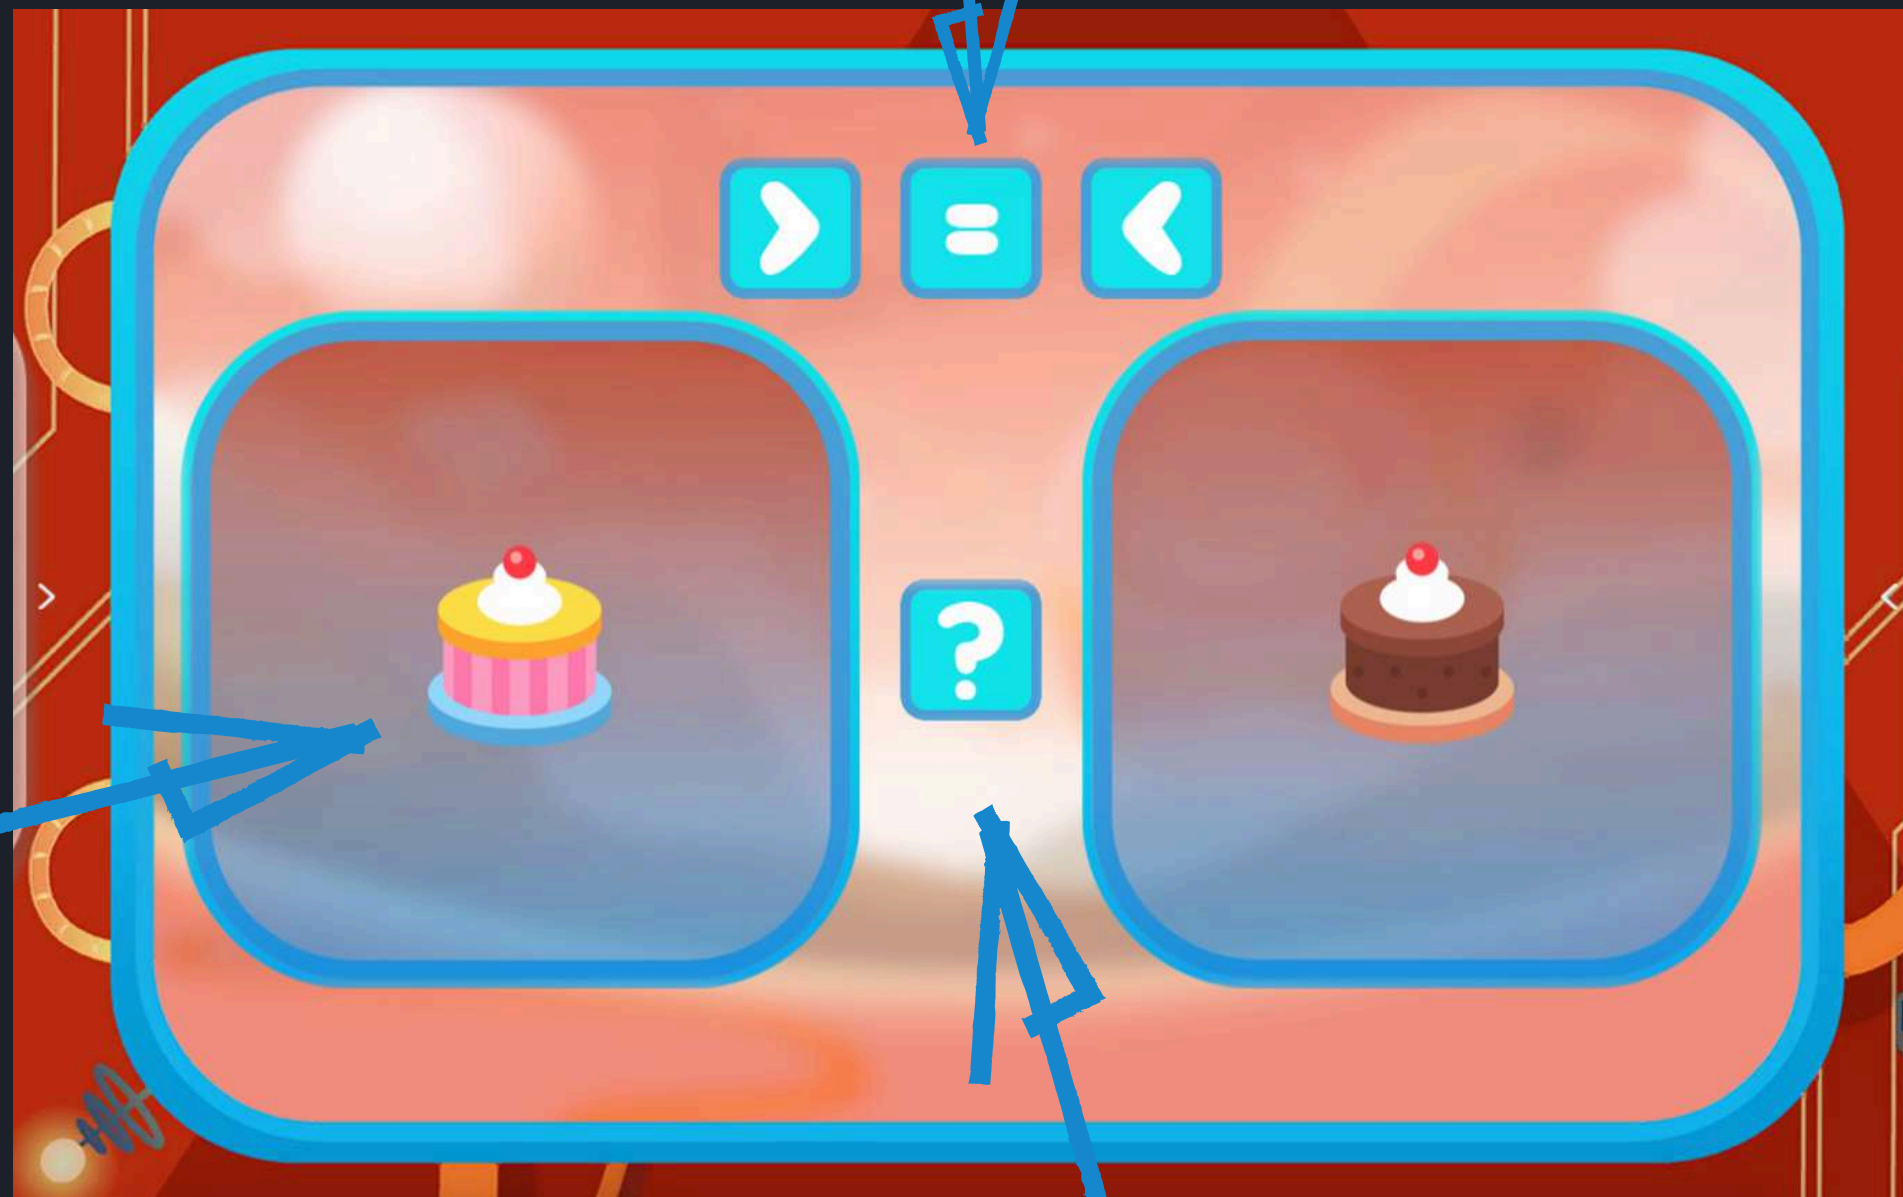 > = <
?